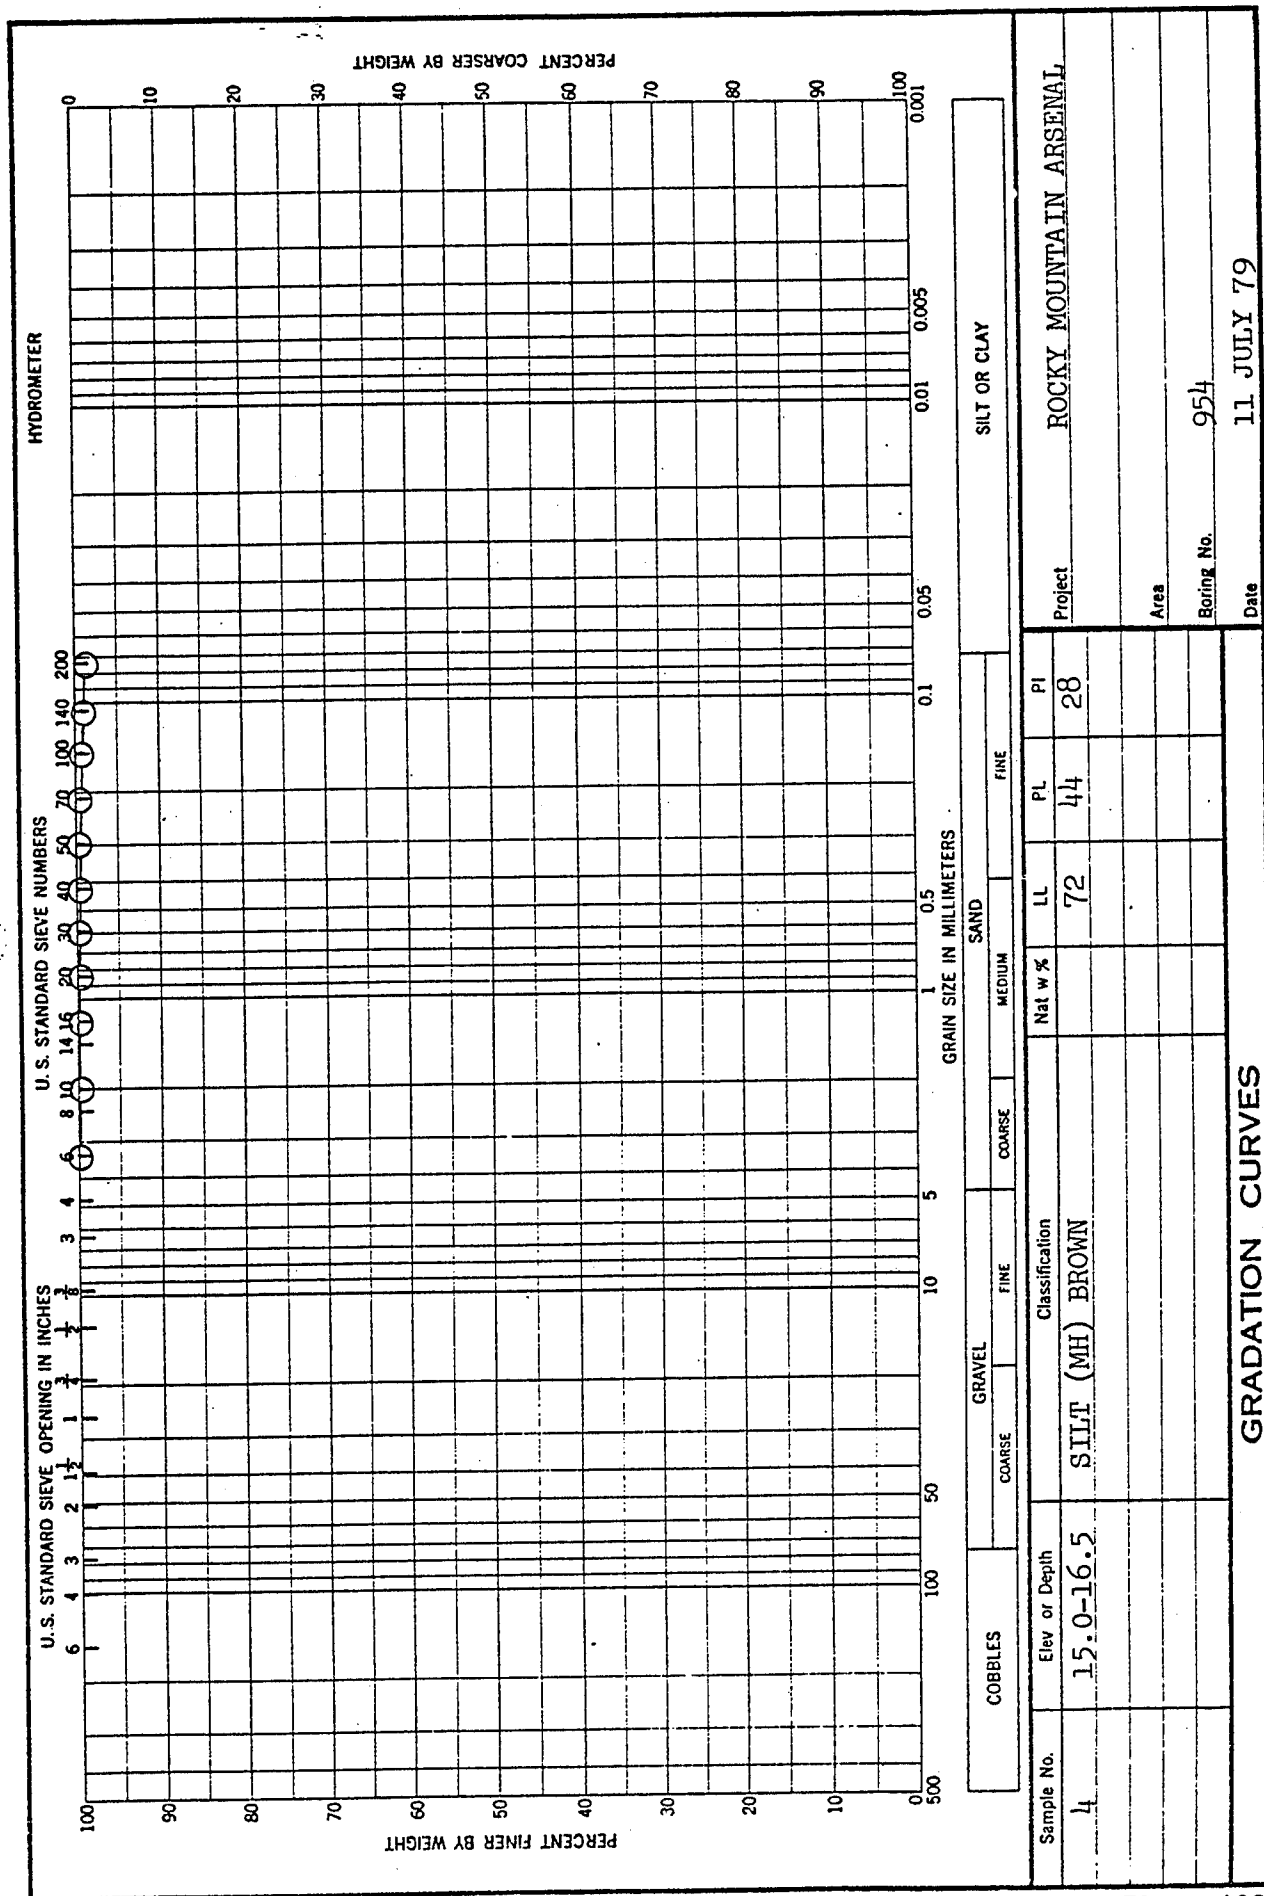 U. S. STANDARD SIEVE OPENING IN INCHES
U. S. STANDARD SIEVE NUMBERS
HYDROMETER
6 4 3 2 1½ 1 ¾ ½ ⅜ 3 4 6 8 10 14 16 20 30 40 50 70 100 140 200
PERCENT FINER BY WEIGHT
100
90
80
70
60
50
40
30
20
10
0
PERCENT COARSER BY WEIGHT
0
10
20
30
40
50
60
70
80
90
100
500 100 50 10 5 1 0.5 0.1 0.05 0.01 0.005 0.001
GRAIN SIZE IN MILLIMETERS
COBBLES
GRAVEL
COARSE FINE
SAND
COARSE MEDIUM FINE
SILT OR CLAY
Sample No. Elev or Depth Classification Nat w % LL PL PI
4 15.0-16.5 SILT (MH) BROWN 72 44 28
Project ROCKY MOUNTAIN ARSENAL
Area
Boring No. 954
Date 11 JULY 79
GRADATION CURVES